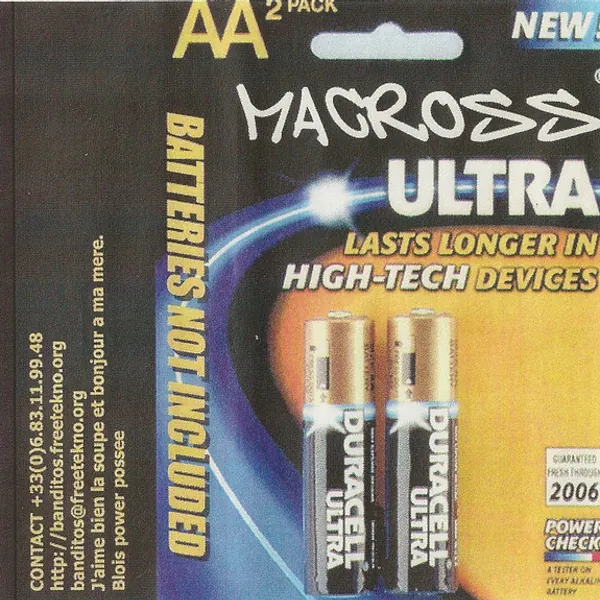 AA 2 PACK
NEW!
MACROSS
ULTRA
LASTS LONGER IN
HIGH-TECH DEVICES
BATTERIES NOT INCLUDED
CONTACT +33(0)6.83.11.99.48
http://banditos.freetekno.org
banditos@freetekno.org
J'aime bien la soupe et bonjour a ma mere.
Blois power possee
DURACELL
ULTRA
DURACELL
ULTRA
GUARANTEED
FRESH THROUGH
2006
POWER
CHECK
A TESTER ON
EVERY ALKALIN
BATTERY